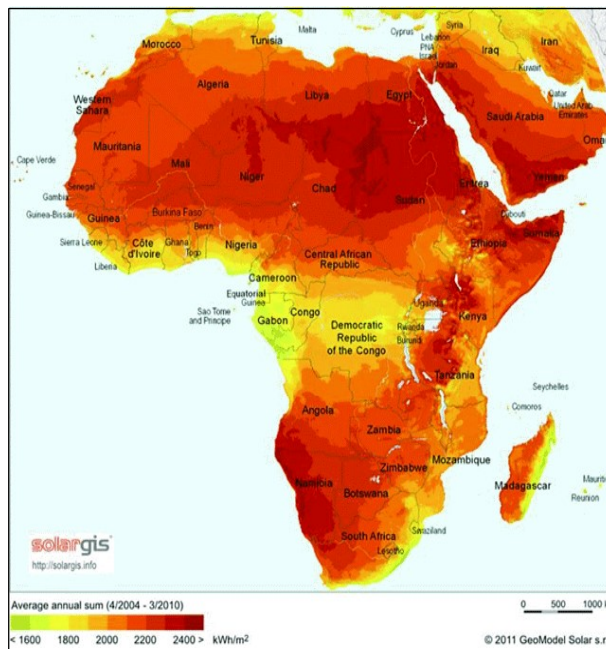 Malta
Cyprus
Syria
Lebanon
PNA
Israel
Jordan
Iraq
Iran
Kuwait
Qatar
United Arab
Emirates
Oman
Saudi Arabia
Yemen
Morocco
Tunisia
Algeria
Libya
Egypt
Western
Sahara
Mauritania
Mali
Niger
Chad
Sudan
Eritrea
Djibouti
Cape Verde
Senegal
Gambia
Guinea-Bissau
Guinea
Sierra Leone
Liberia
Côte
d'Ivoire
Burkina Faso
Ghana
Togo
Benin
Nigeria
Cameroon
Central African
Republic
Ethiopia
Somalia
Equatorial
Guinea
Sao Tome
and Principe
Gabon
Congo
Democratic
Republic
of the Congo
Uganda
Rwanda
Burundi
Kenya
Tanzania
Seychelles
Comoros
Angola
Zambia
Mozambique
Zimbabwe
Namibia
Botswana
Madagascar
Reunion
South Africa
Swaziland
Lesotho
solargis
http://solargis.info
Average annual sum (4/2004 - 3/2010)
< 1600 1800 2000 2200 2400 > kWh/m²
0 500 1000
© 2011 GeoModel Solar s.r.